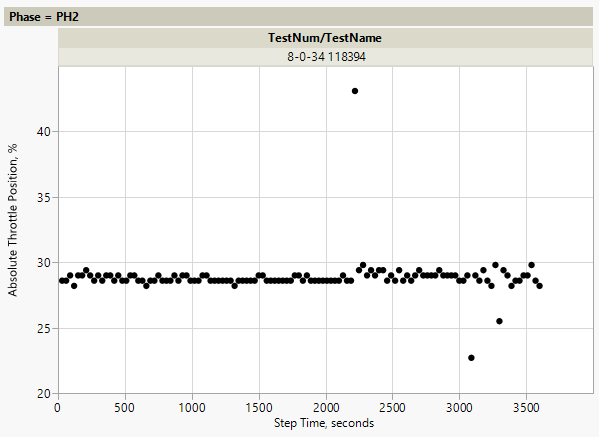 Phase = PH2
TestNum/TestName
8-0-34 118394
Absolute Throttle Position, %
40
35
30
25
20
0 500 1000 1500 2000 2500 3000 3500
Step Time, seconds